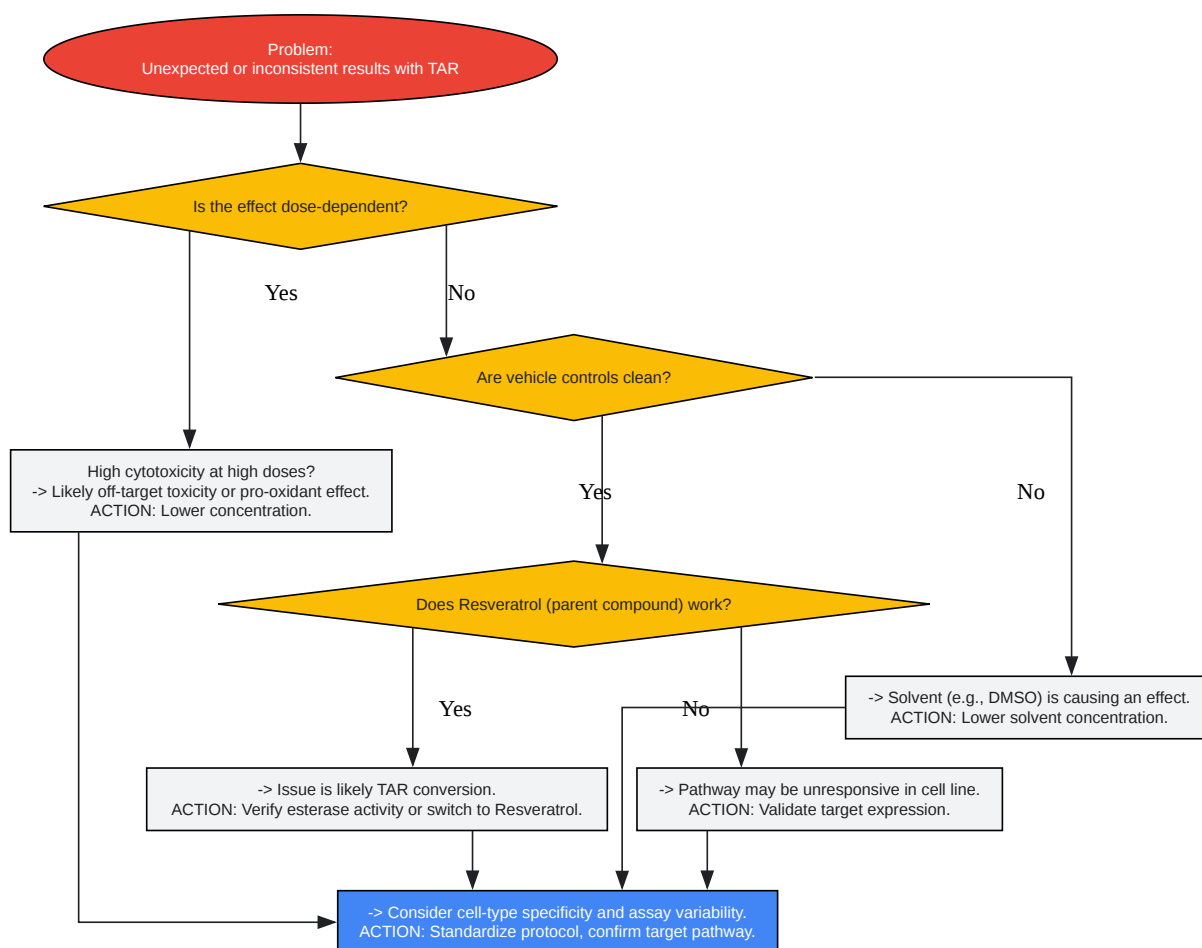 Problem:
Unexpected or inconsistent results with TAR
Is the effect dose-dependent?
Yes
No
Are vehicle controls clean?
High cytotoxicity at high doses?
-> Likely off-target toxicity or pro-oxidant effect.
ACTION: Lower concentration.
Yes
No
Does Resveratrol (parent compound) work?
-> Solvent (e.g., DMSO) is causing an effect.
ACTION: Lower solvent concentration.
Yes
No
-> Issue is likely TAR conversion.
ACTION: Verify esterase activity or switch to Resveratrol.
-> Pathway may be unresponsive in cell line.
ACTION: Validate target expression.
-> Consider cell-type specificity and assay variability.
ACTION: Standardize protocol, confirm target pathway.